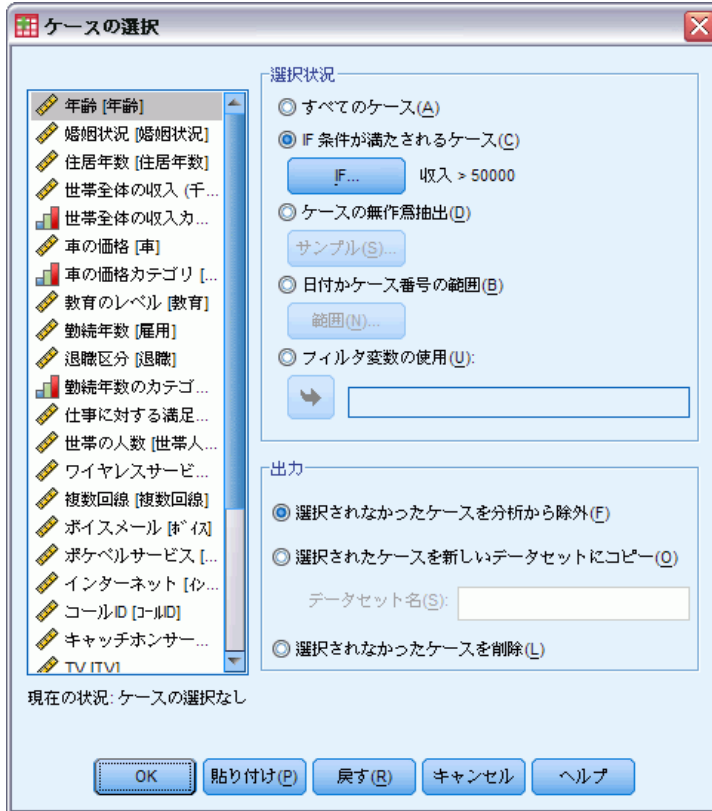 ケースの選択
年齢 [年齢]
婚姻状況 [婚姻状況]
住居年数 [住居年数]
世帯全体の収入 (千...
世帯全体の収入カ...
車の価格 [車]
車の価格カテゴリ [...
教育のレベル [教育]
勤続年数 [雇用]
退職区分 [退職]
勤続年数のカテゴ...
仕事に対する満足...
世帯の人数 [世帯人...
ワイヤレスサービ...
複数回線 [複数回線]
ボイスメール [ﾎﾞｲｽ]
ポケベルサービス [...
インターネット [ｲﾝ...
コールID [ｺｰﾙID]
キャッチホンサー...
TV [TV]
現在の状況: ケースの選択なし
選択状況
すべてのケース(A)
IF 条件が満たされるケース(C)
IF...
収入 > 50000
ケースの無作為抽出(D)
サンプル(S)...
日付かケース番号の範囲(B)
範囲(N)...
フィルタ変数の使用(U):
出力
選択されなかったケースを分析から除外(F)
選択されたケースを新しいデータセットにコピー(O)
データセット名(S):
選択されなかったケースを削除(L)
OK
貼り付け(P)
戻す(R)
キャンセル
ヘルプ